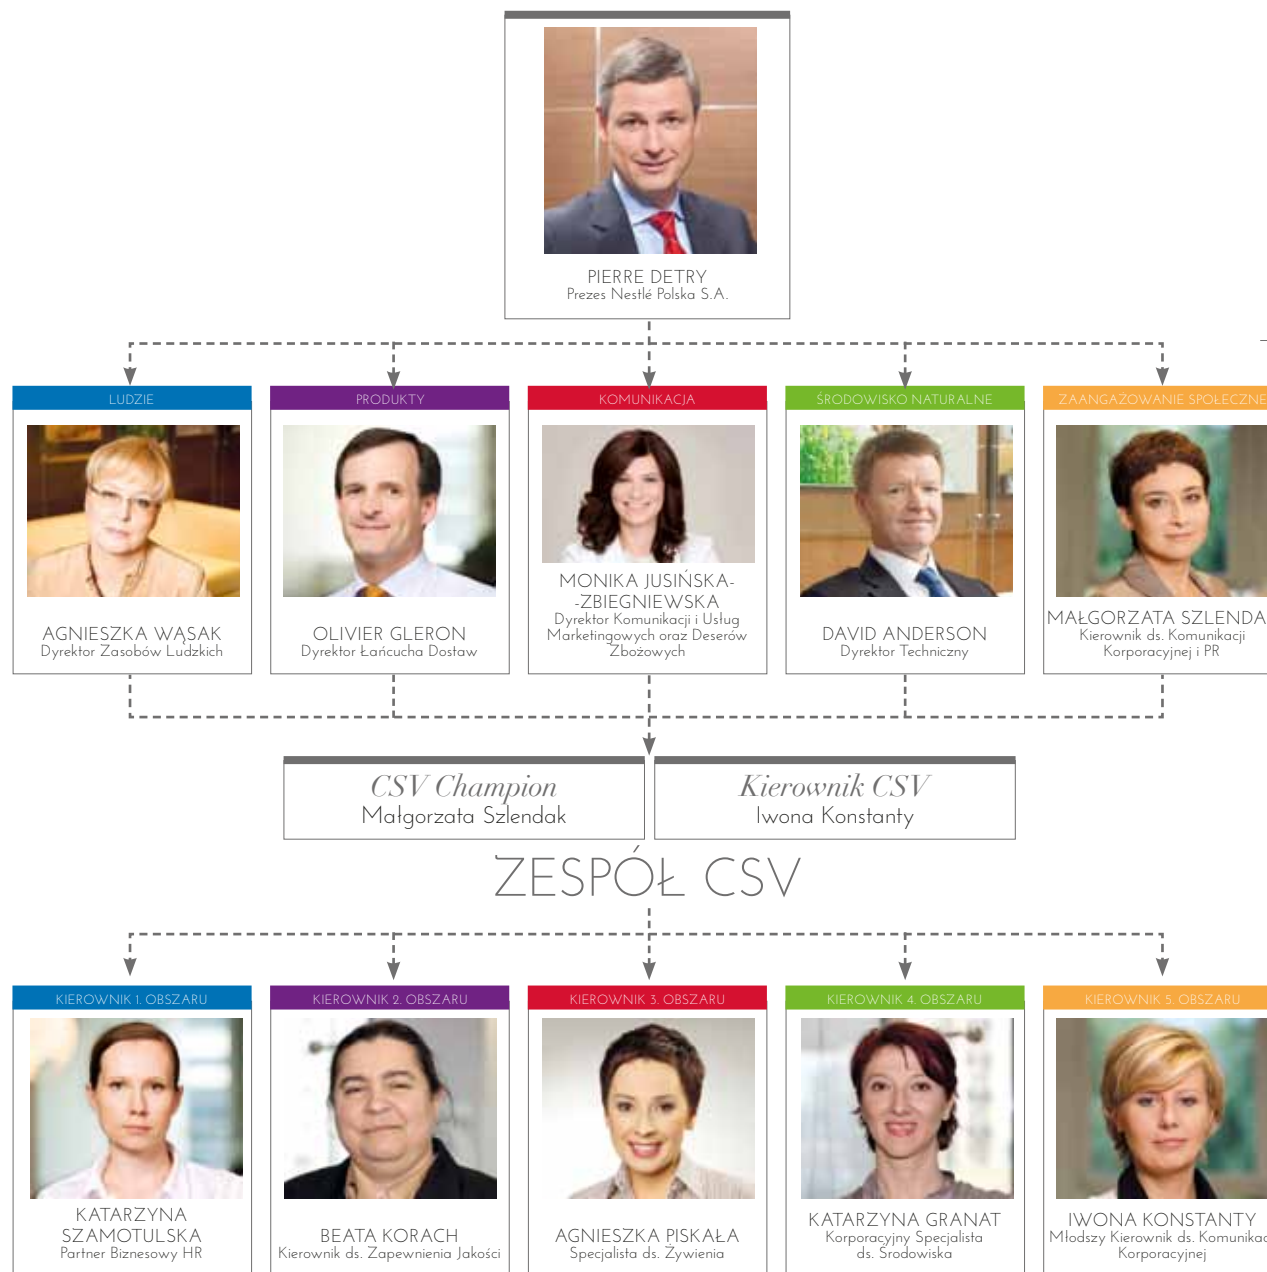 PIERRE DETRY
Prezes Nestlé Polska S.A.
LUDZIE
PRODUKTY
KOMUNIKACJA
ŚRODOWISKO NATURALNE
ZAANGAŻOWANIE SPOŁECZNE
AGNIESZKA WĄSAK
Dyrektor Zasobów Ludzkich
OLIVIER GLERON
Dyrektor Łańcucha Dostaw
MONIKA JUSIŃSKA-
-ZBIEGNIEWSKA
Dyrektor Komunikacji i Usług
Marketingowych oraz Deserów
Zbożowych
DAVID ANDERSON
Dyrektor Techniczny
MAŁGORZATA SZLENDA
Kierownik ds. Komunikacji
Korporacyjnej i PR
CSV Champion
Małgorzata Szlendak
Kierownik CSV
Iwona Konstanty
ZESPÓŁ CSV
KIEROWNIK 1. OBSZARU
KIEROWNIK 2. OBSZARU
KIEROWNIK 3. OBSZARU
KIEROWNIK 4. OBSZARU
KIEROWNIK 5. OBSZARU
KATARZYNA
SZAMOTULSKA
Partner Biznesowy HR
BEATA KORACH
Kierownik ds. Zapewnienia Jakości
AGNIESZKA PISKAŁA
Specjalista ds. Żywienia
KATARZYNA GRANAT
Korporacyjny Specjalista
ds. Środowiska
IWONA KONSTANTY
Młodszy Kierownik ds. Komunikac
Korporacyjnej